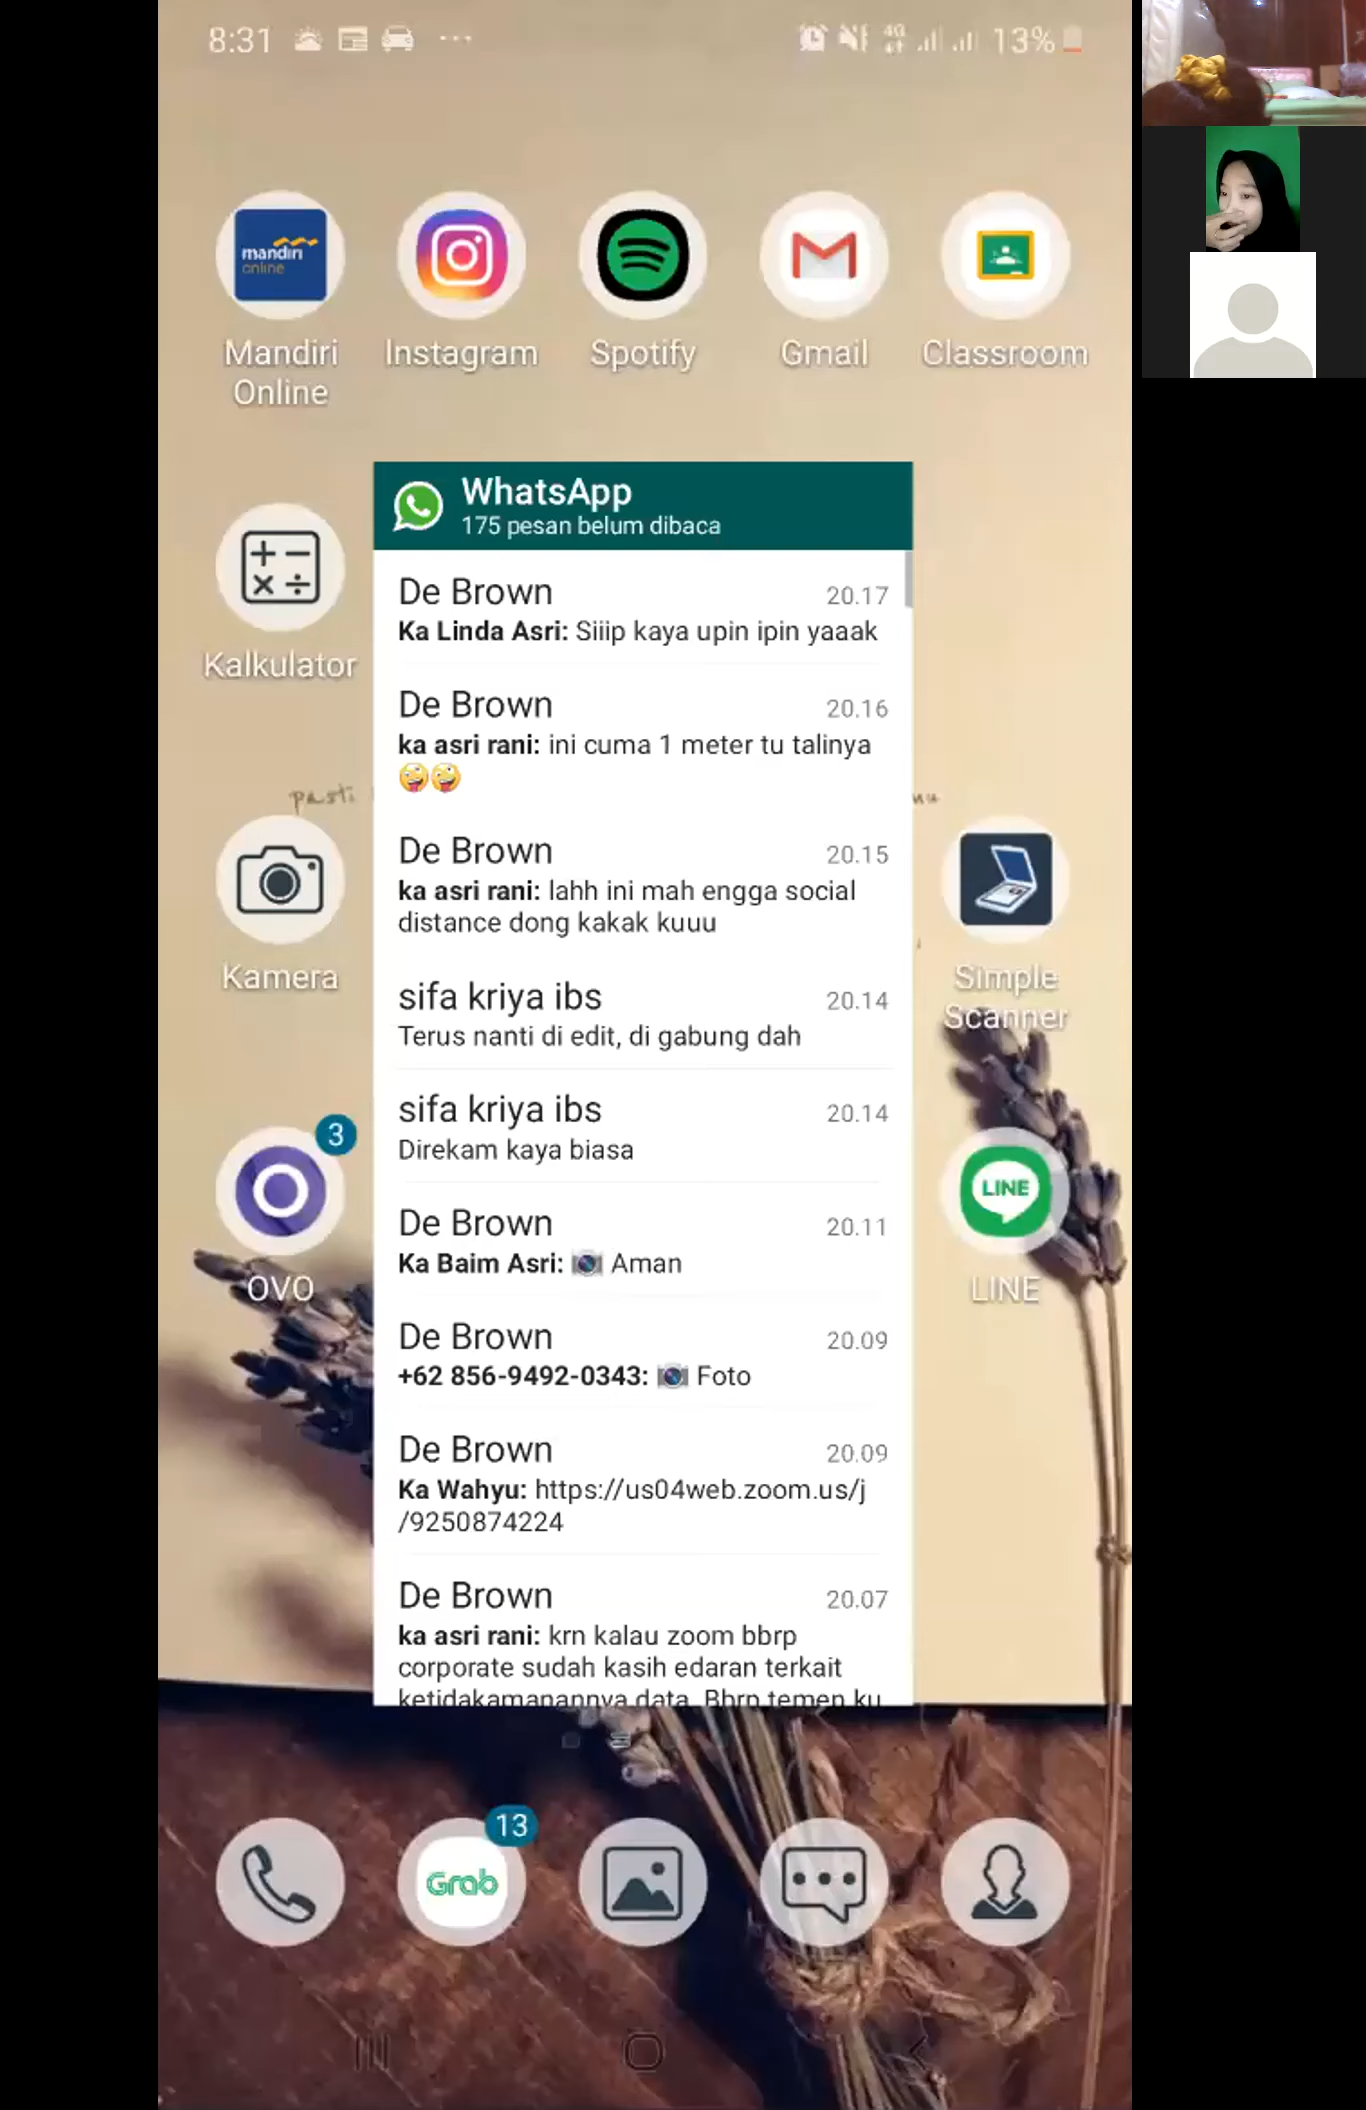 8:31
4G
13%
mandiri
online
Mandiri
Online
Instagram
Spotify
Gmail
Classroom
WhatsApp
175 pesan belum dibaca
Kalkulator
De Brown 20.17
Ka Linda Asri: Siiip kaya upin ipin yaaak
De Brown 20.16
ka asri rani: ini cuma 1 meter tu talinya
🤪🤪
pasti
De Brown 20.15
ka asri rani: lahh ini mah engga social
distance dong kakak kuuu
Kamera
Simple
Scanner
sifa kriya ibs 20.14
Terus nanti di edit, di gabung dah
sifa kriya ibs 20.14
Direkam kaya biasa
3
OVO
LINE
LINE
De Brown 20.11
Ka Baim Asri: 📷 Aman
De Brown 20.09
+62 856-9492-0343: 📷 Foto
De Brown 20.09
Ka Wahyu: https://us04web.zoom.us/j
/9250874224
De Brown 20.07
ka asri rani: krn kalau zoom bbrp
corporate sudah kasih edaran terkait
ketidakamanannya data. Bbrp temen ku
13
Grab